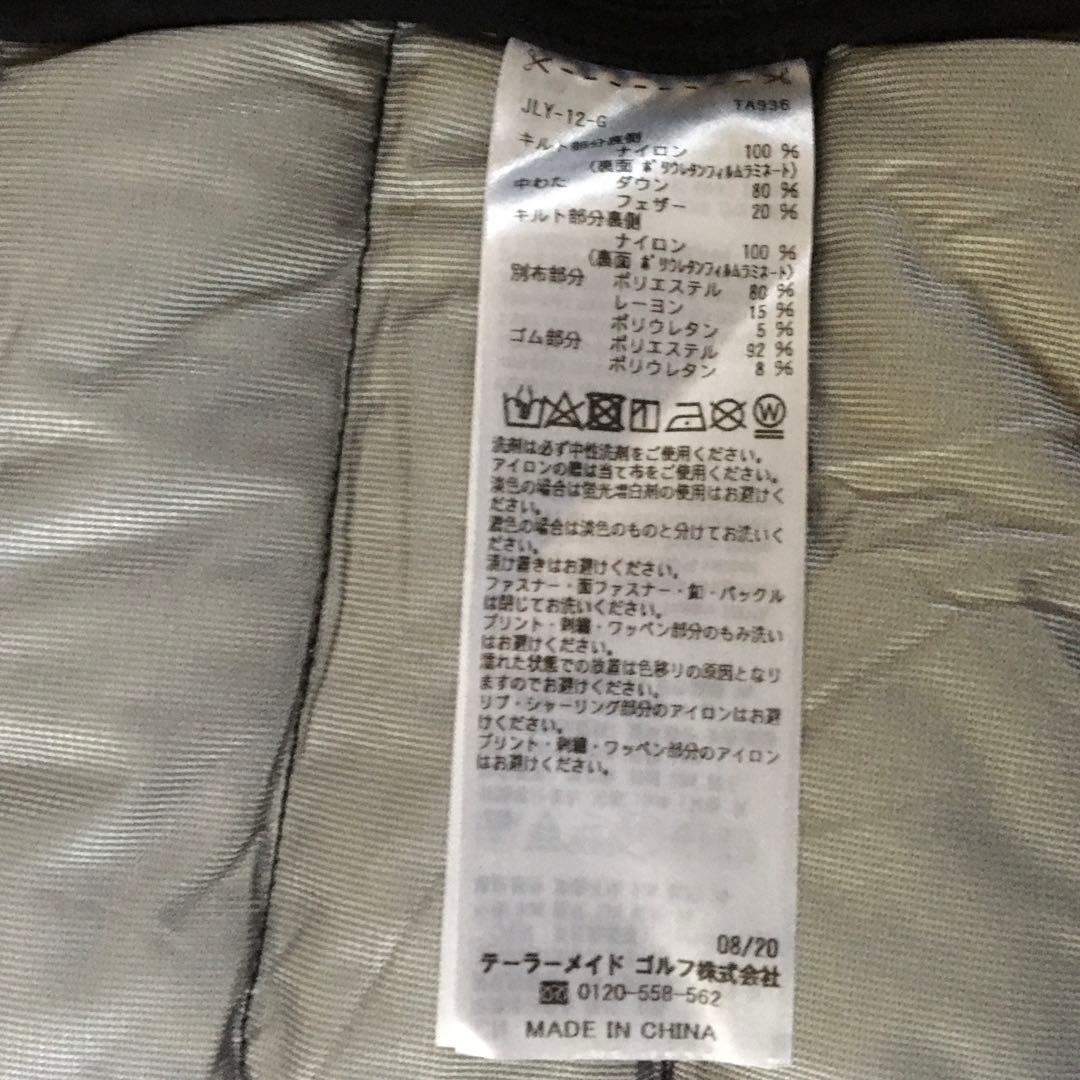 JLY-12-G TA936
キルト部分裏側
ナイロン 100 %
(裏面 ポリウレタンフィルムラミネート)
中わた ダウン 80 %
フェザー 20 %
キルト部分裏側
ナイロン 100 %
(裏面 ポリウレタンフィルムラミネート)
別布部分 ポリエステル 80 %
レーヨン 15 %
ポリウレタン 5 %
ゴム部分 ポリエステル 92 %
ポリウレタン 8 %
W
洗剤は必ず中性洗剤をご使用ください。
アイロンの際は当て布をご使用ください。
淡色の場合は蛍光増白剤の使用はお避けく
ださい。
濃色の場合は淡色のものと分けてお洗いく
ださい。
漬け置きはお避けください。
ファスナー・面ファスナー・釦・バックル
は閉じてお洗いください。
プリント・刺繍・ワッペン部分のもみ洗い
はお避けください。
濡れた状態での放置は色移りの原因となり
ますのでお避けください。
リブ・シャーリング部分のアイロンはお避
けください。
プリント・刺繍・ワッペン部分のアイロン
はお避けください。
08/20
テーラーメイド ゴルフ株式会社
0120-558-562
MADE IN CHINA